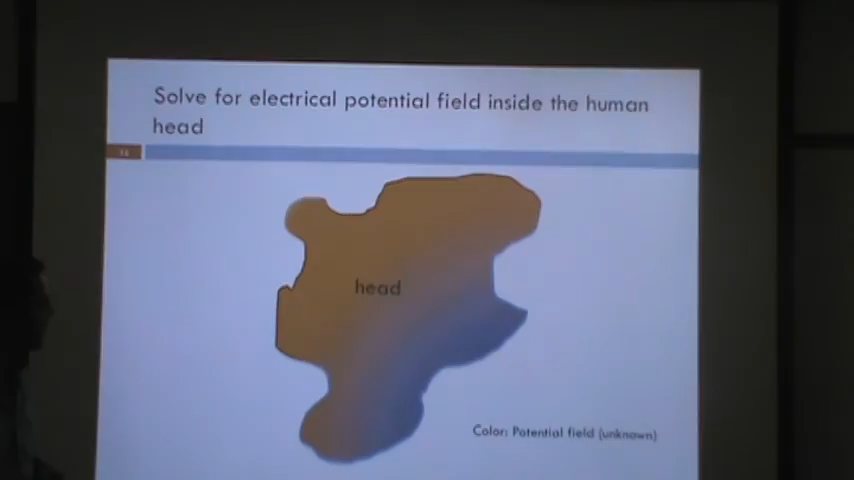 Solve for electrical potential field inside the human
head
head
Color: Potential field (unknown)